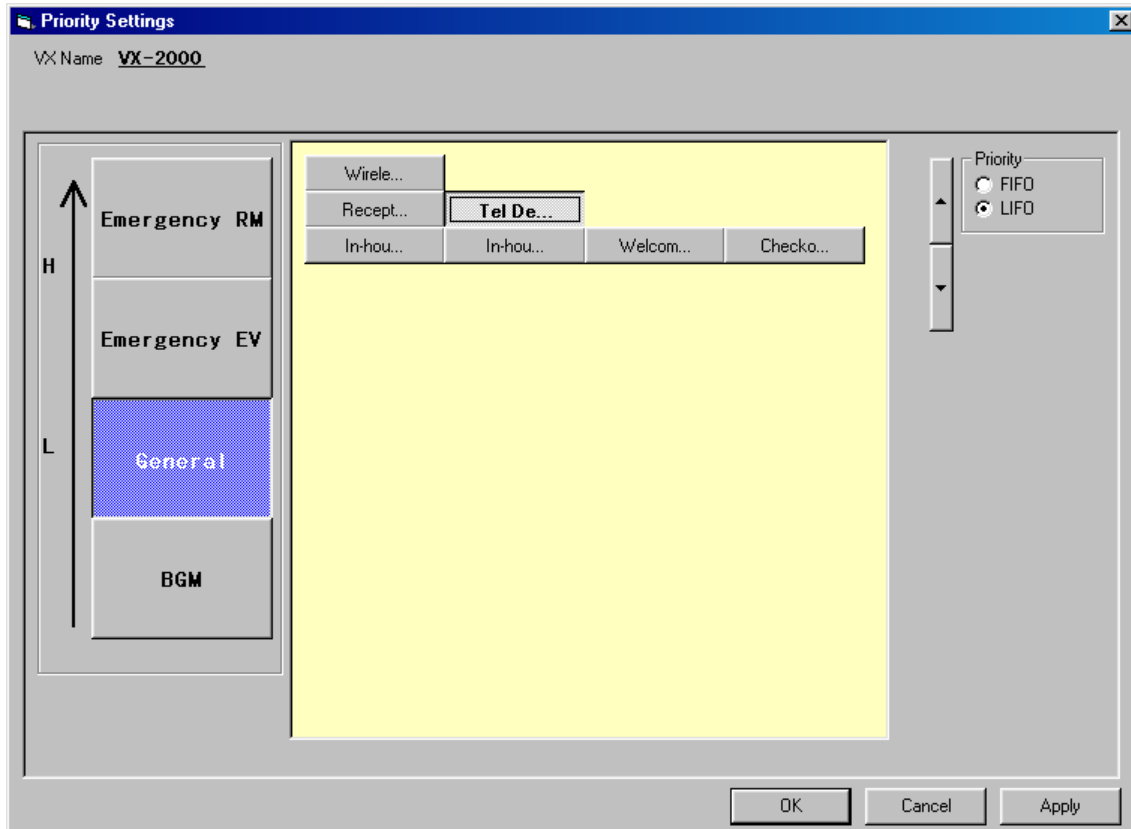 Priority Settings
VX Name VX-2000
H
L
Emergency RM
Emergency EV
General
BGM
Wirele...
Recept... Tel De...
In-hou... In-hou... Welcom... Checko...
Priority
FIFO
LIFO
OK Cancel Apply